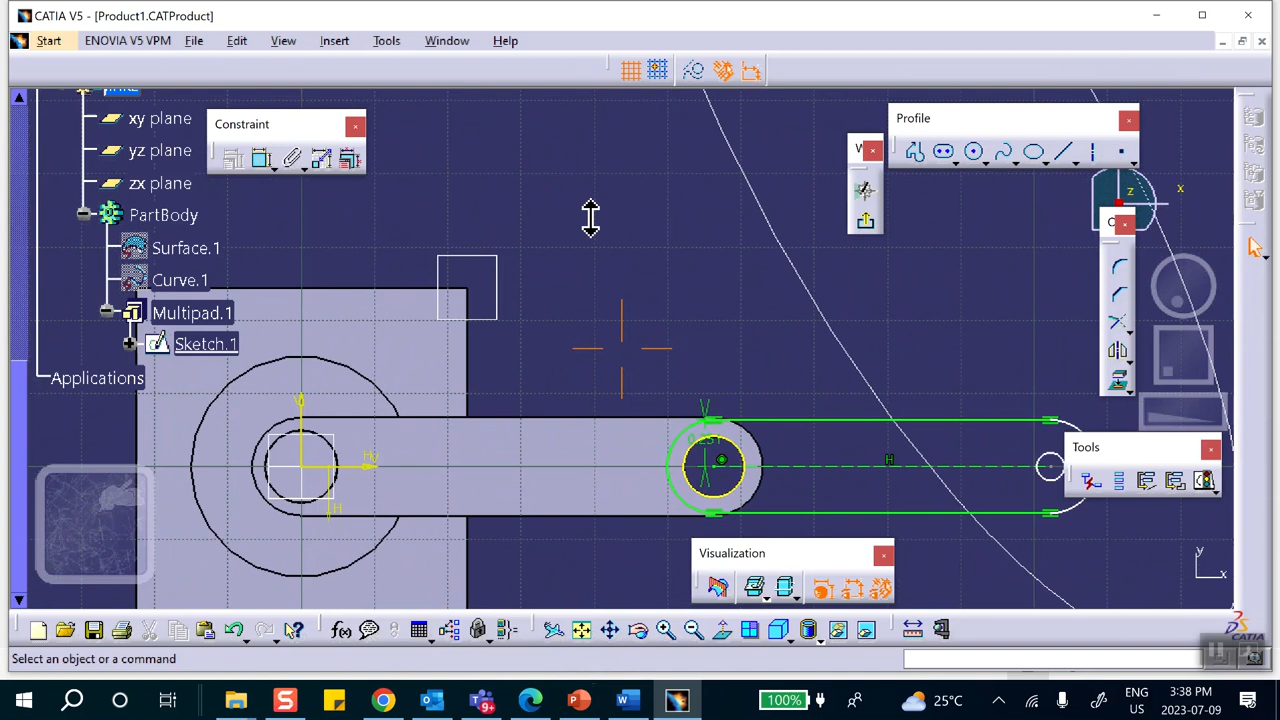 CATIA V5 - [Product1.CATProduct]
Start ENOVIA V5 VPM File Edit View Insert Tools Window Help
xy plane
yz plane
zx plane
PartBody
Surface.1
Curve.1
Multipad.1
Sketch.1
Applications
Constraint
Profile
z
x
V
H
H
Tools
Visualization
y
x
f(x)
CATIA
Select an object or a command
9+
100%
25°C
ENG
US
3:38 PM
2023-07-09